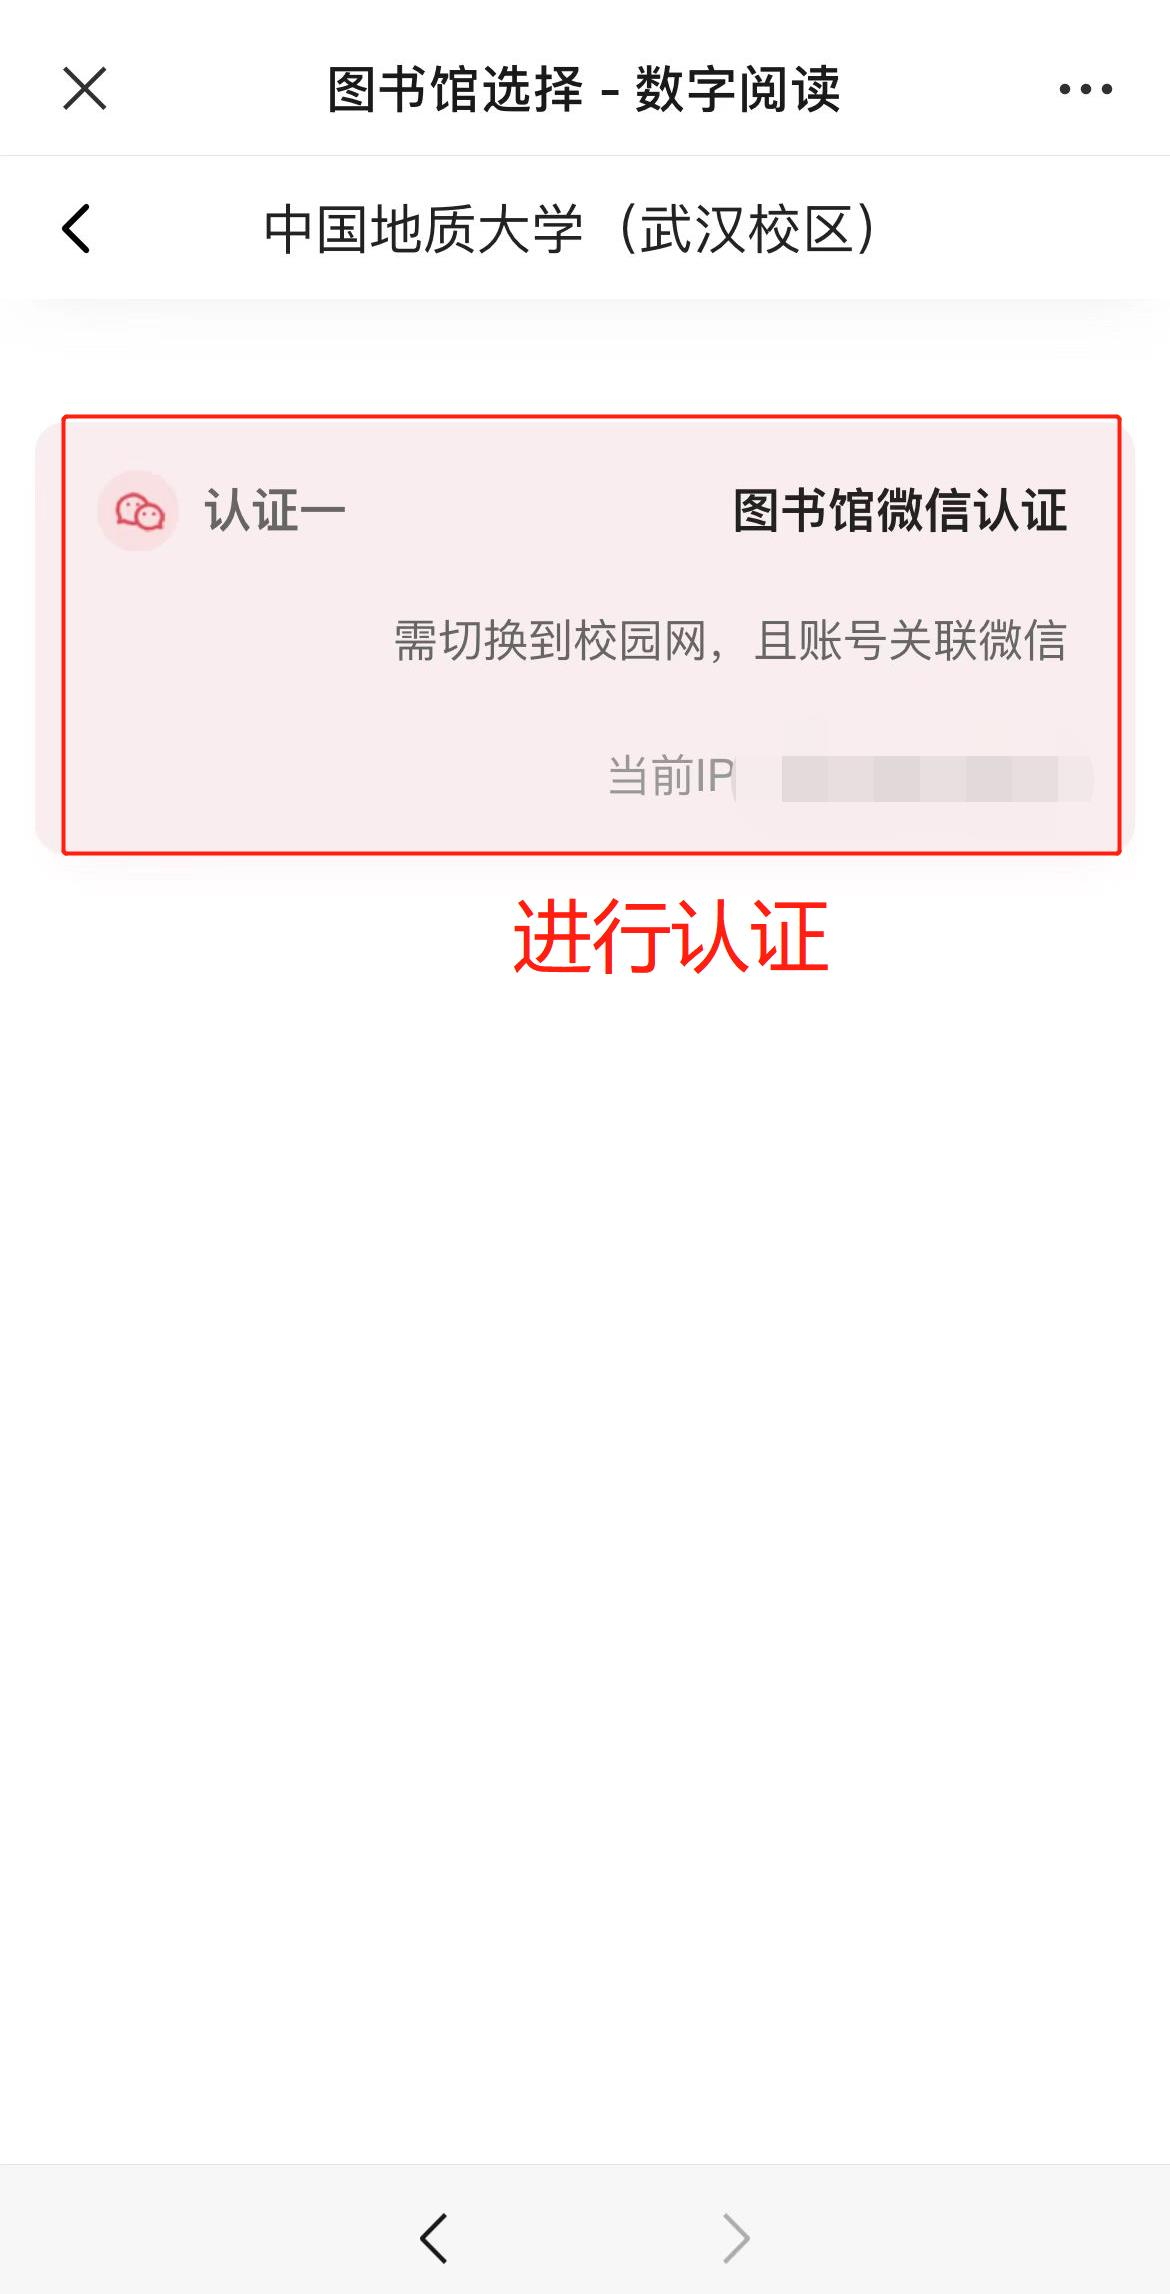 图书馆选择 - 数字阅读
中国地质大学（武汉校区）
认证一 图书馆微信认证
需切换到校园网，且账号关联微信
当前IP
进行认证